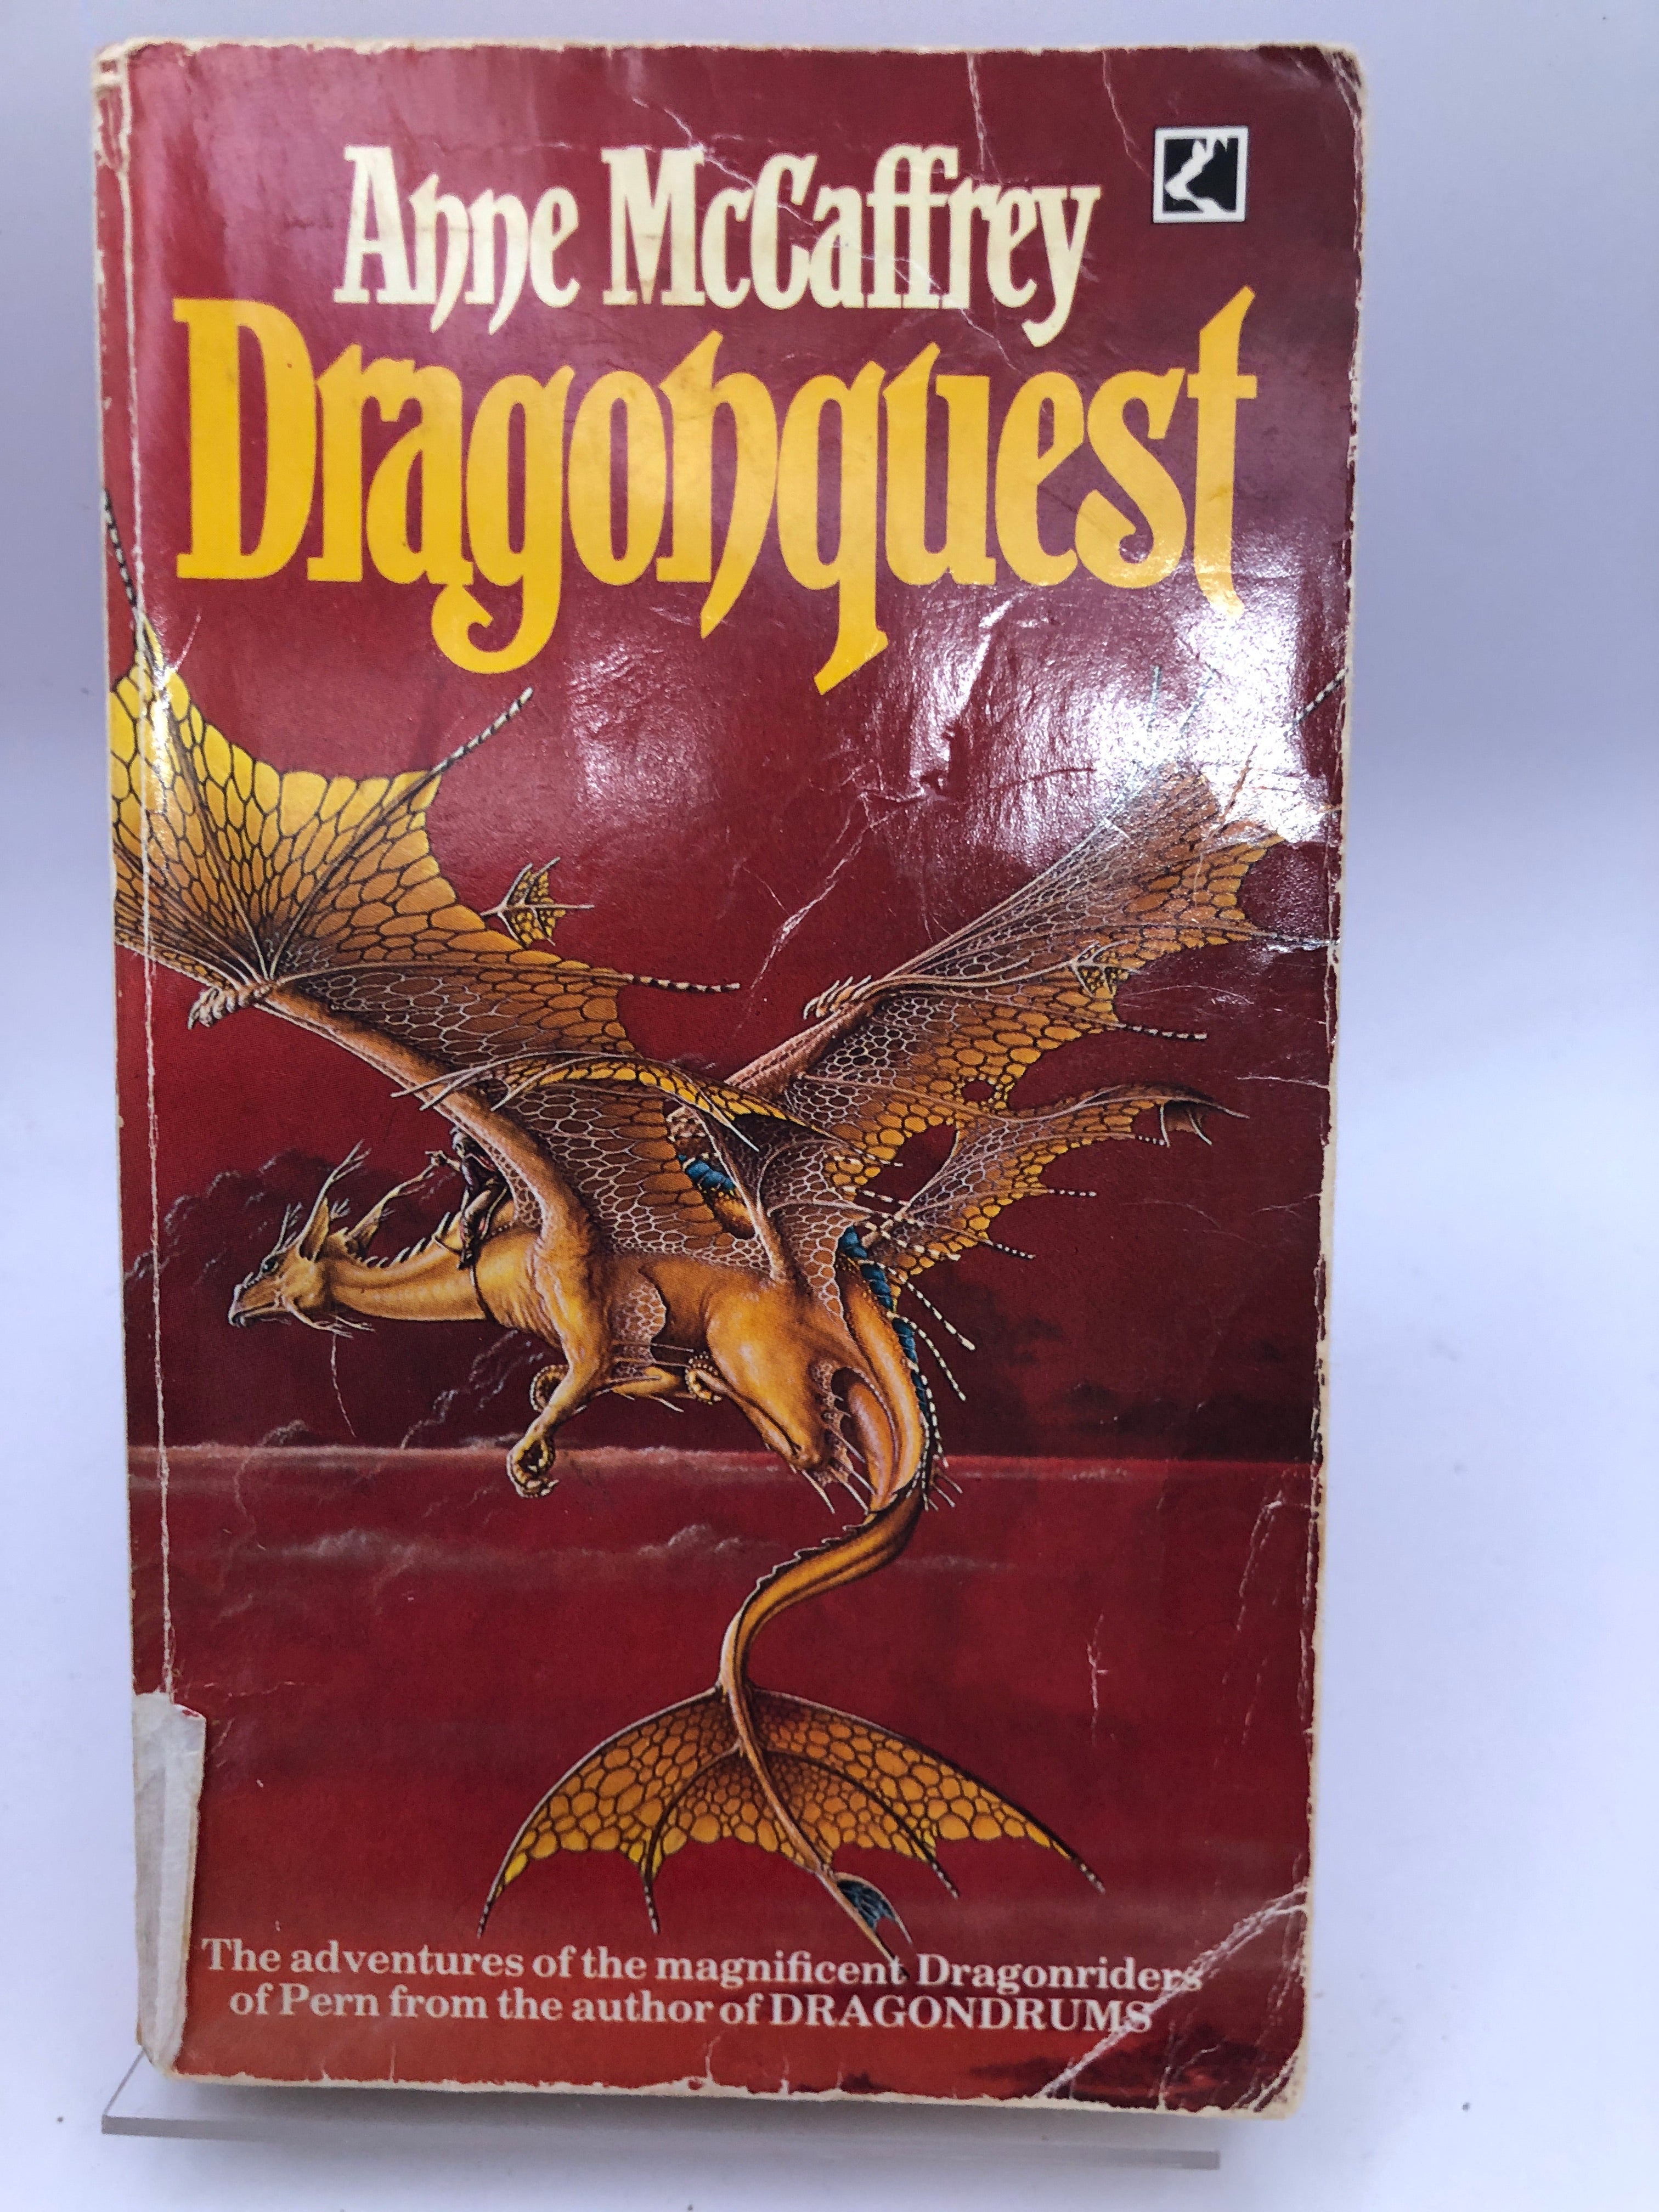 Anne McCaffrey
Dragonquest
The adventures of the magnificent Dragonriders
of Pern from the author of DRAGONDRUMS